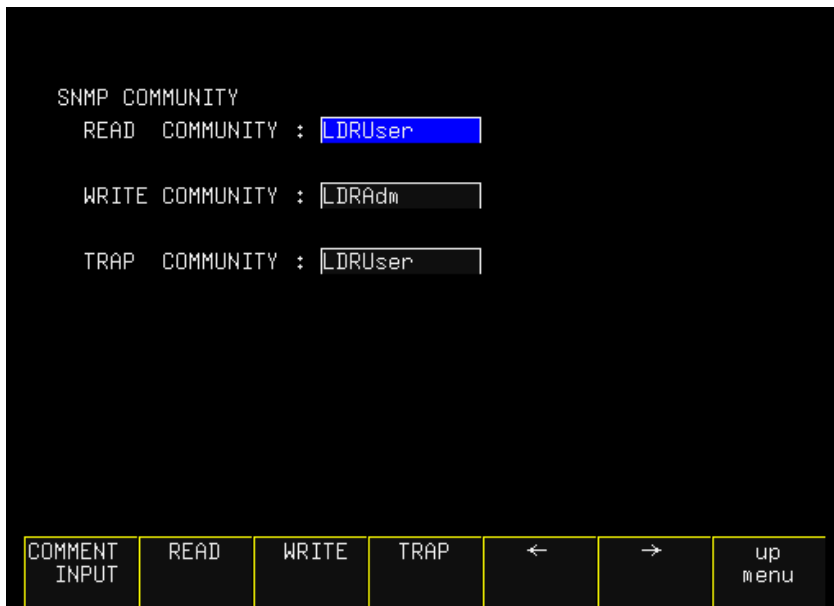 SNMP COMMUNITY
READ COMMUNITY : LDRUser
WRITE COMMUNITY : LDRAdm
TRAP COMMUNITY : LDRUser
COMMENT INPUT
READ
WRITE
TRAP
←
→
up menu